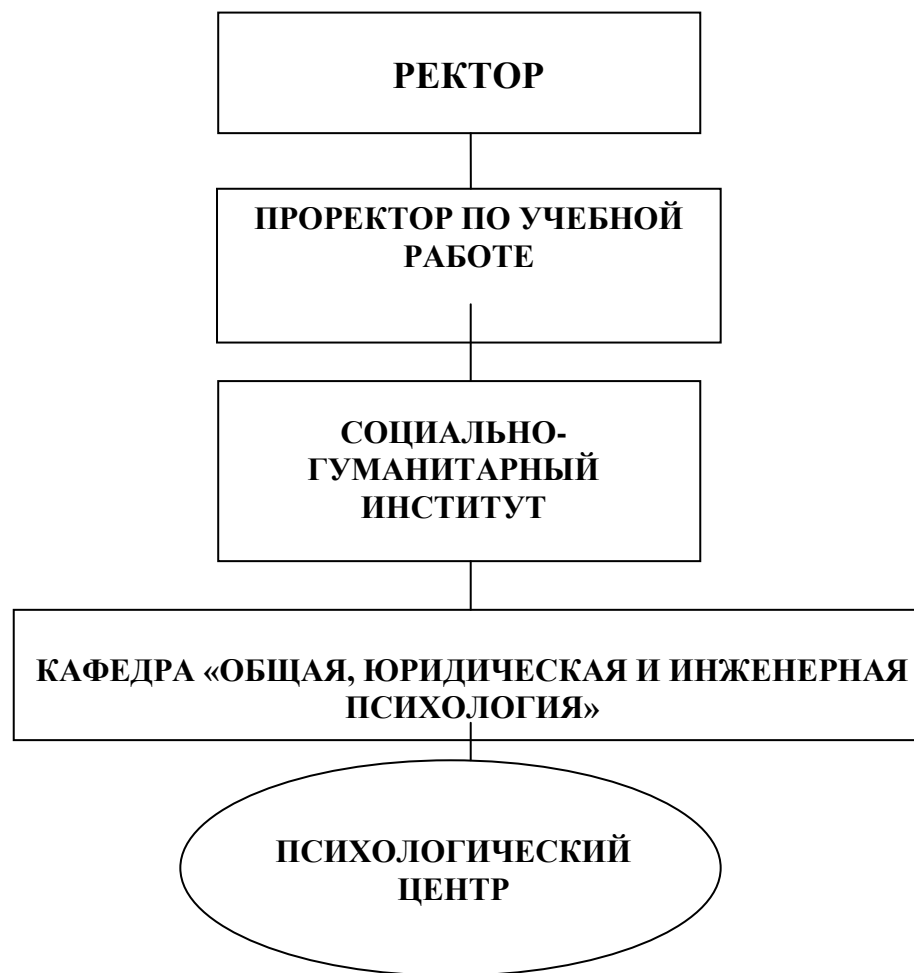 РЕКТОР
ПРОРЕКТОР ПО УЧЕБНОЙ
РАБОТЕ
СОЦИАЛЬНО-
ГУМАНИТАРНЫЙ
ИНСТИТУТ
КАФЕДРА «ОБЩАЯ, ЮРИДИЧЕСКАЯ И ИНЖЕНЕРНАЯ
ПСИХОЛОГИЯ»
ПСИХОЛОГИЧЕСКИЙ
ЦЕНТР